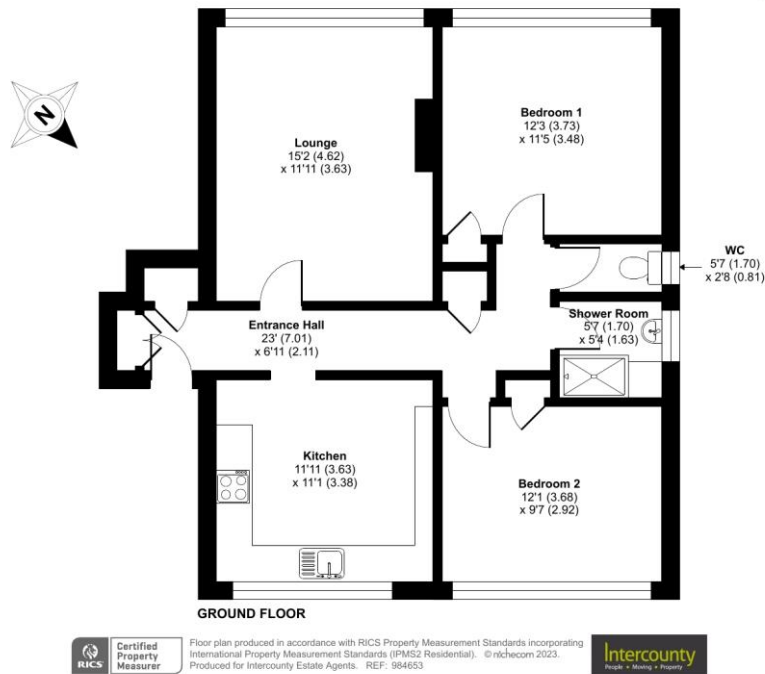 N
Lounge
15'2 (4.62)
x 11'11 (3.63)
Bedroom 1
12'3 (3.73)
x 11'5 (3.48)
WC
5'7 (1.70)
x 2'8 (0.81)
Entrance Hall
23' (7.01)
x 6'11 (2.11)
Shower Room
5'7 (1.70)
x 5'4 (1.63)
Kitchen
11'11 (3.63)
x 11'1 (3.38)
Bedroom 2
12'1 (3.68)
x 9'7 (2.92)
GROUND FLOOR
RICS
Certified
Property
Measurer
Floor plan produced in accordance with RICS Property Measurement Standards incorporating
International Property Measurement Standards (IPMS2 Residential). © nichecom 2023.
Produced for Intercounty Estate Agents. REF: 984653
Intercounty
People • Moving • Property